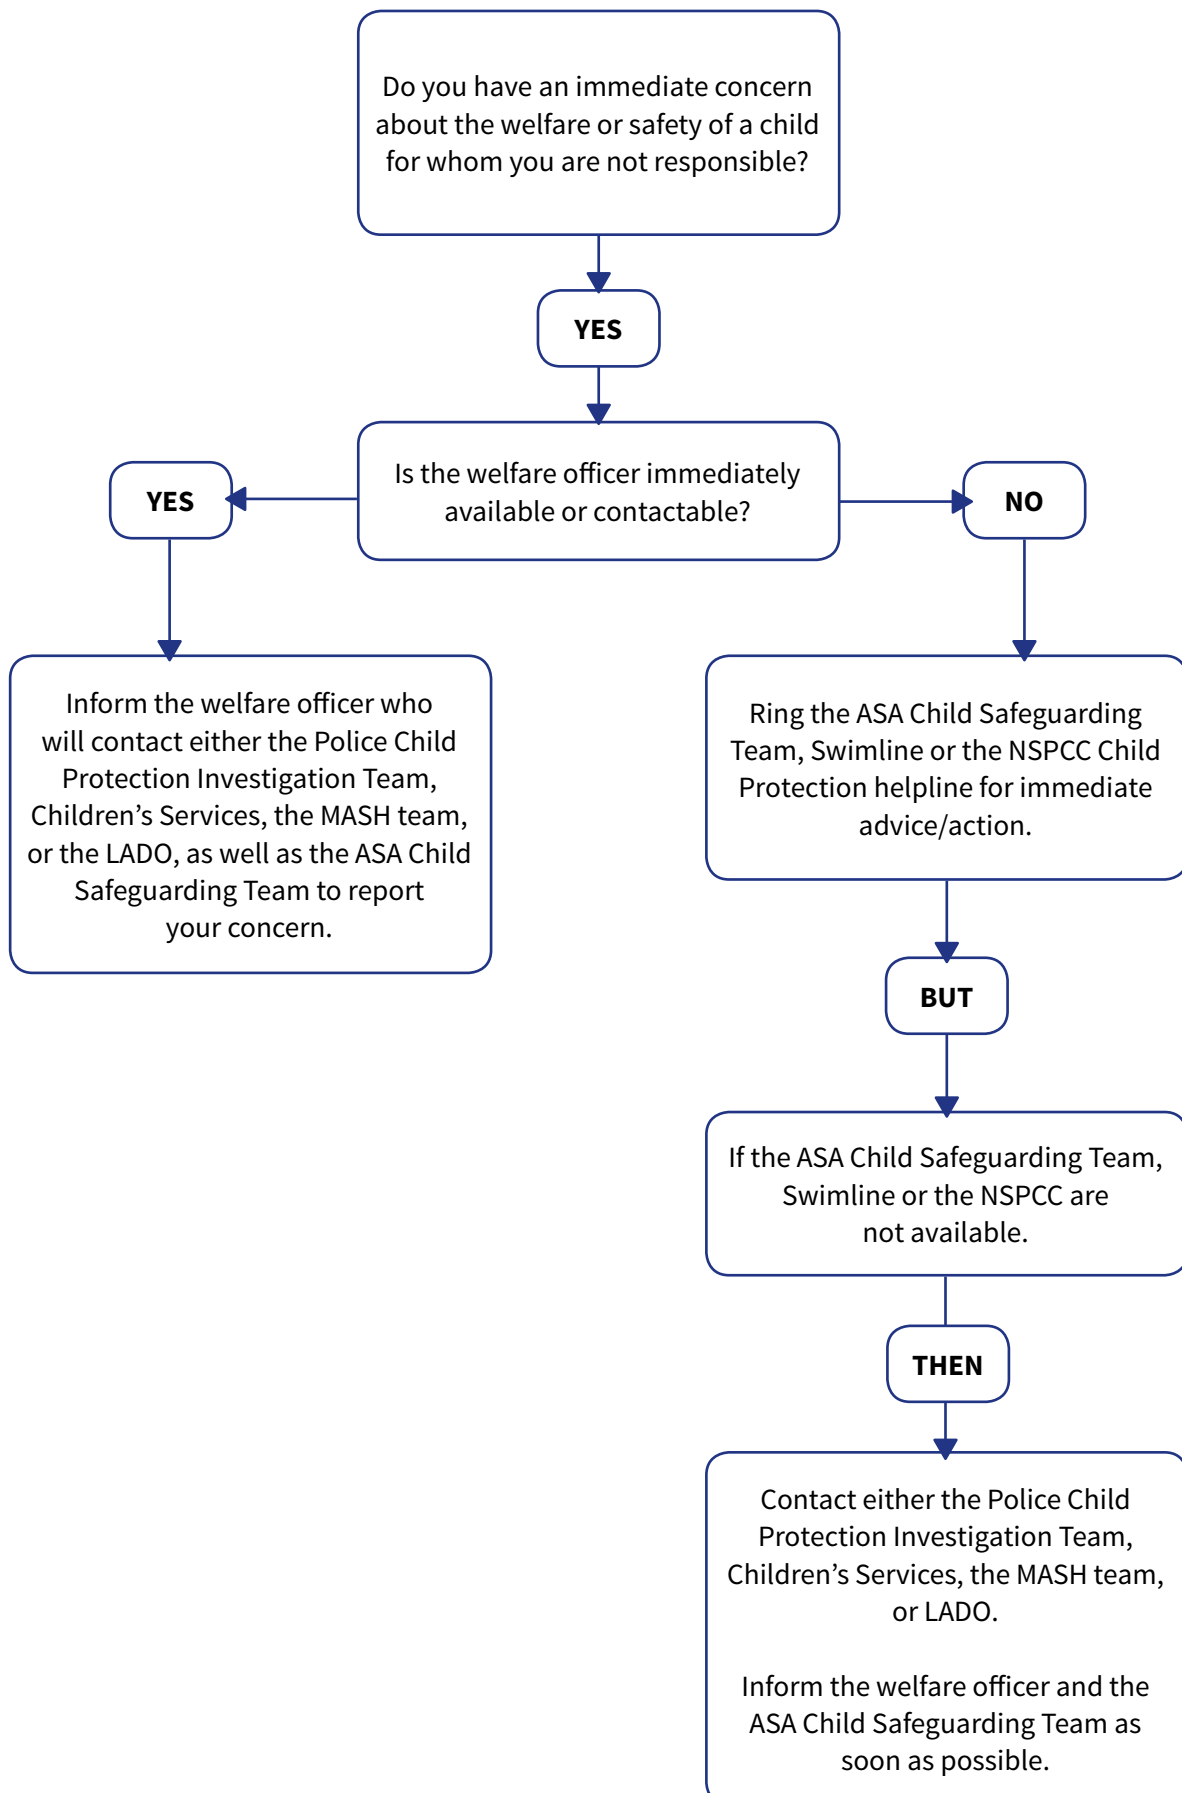 Do you have an immediate concern
about the welfare or safety of a child
for whom you are not responsible?
YES
Is the welfare officer immediately
available or contactable?
YES
NO
Inform the welfare officer who
will contact either the Police Child
Protection Investigation Team,
Children’s Services, the MASH team,
or the LADO, as well as the ASA Child
Safeguarding Team to report
your concern.
Ring the ASA Child Safeguarding
Team, Swimline or the NSPCC Child
Protection helpline for immediate
advice/action.
BUT
If the ASA Child Safeguarding Team,
Swimline or the NSPCC are
not available.
THEN
Contact either the Police Child
Protection Investigation Team,
Children’s Services, the MASH team,
or LADO.
Inform the welfare officer and the
ASA Child Safeguarding Team as
soon as possible.